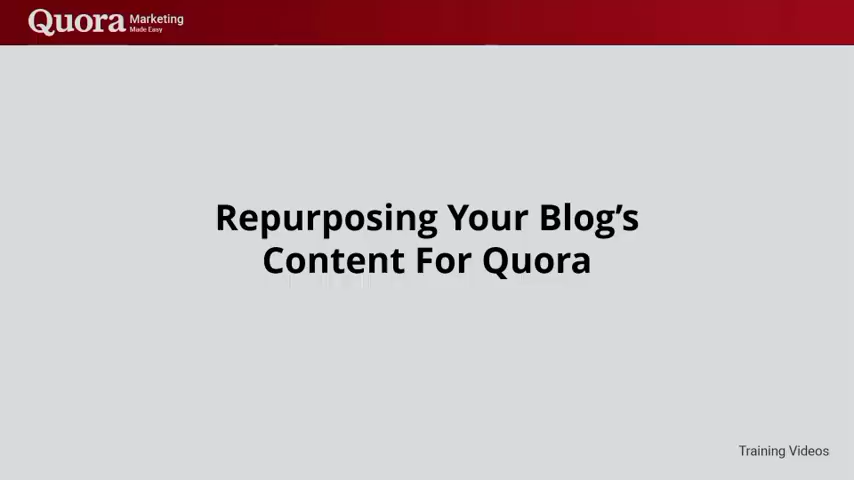 Quora Marketing
Made Easy
Repurposing Your Blog’s
Content For Quora
Training Videos